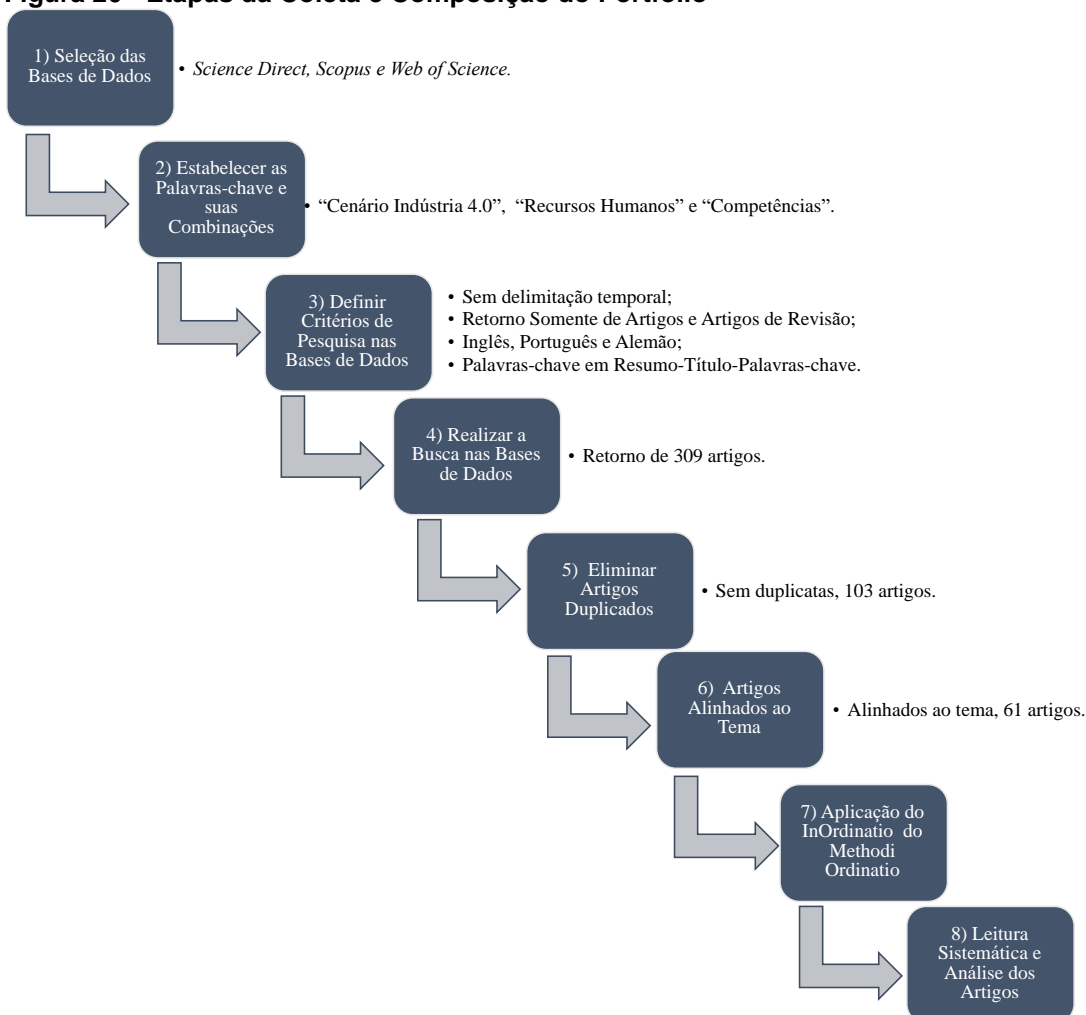 Figura 20 - Etapas da Coleta e Composição do Portfólio
1) Seleção das
Bases de Dados
• Science Direct, Scopus e Web of Science.
2) Estabelecer as
Palavras-chave e
suas
Combinações
• “Cenário Indústria 4.0”, “Recursos Humanos” e “Competências”.
3) Definir
Critérios de
Pesquisa nas
Bases de Dados
• Sem delimitação temporal;
• Retorno Somente de Artigos e Artigos de Revisão;
• Inglês, Português e Alemão;
• Palavras-chave em Resumo-Título-Palavras-chave.
4) Realizar a
Busca nas Bases
de Dados
• Retorno de 309 artigos.
5) Eliminar
Artigos
Duplicados
• Sem duplicatas, 103 artigos.
6) Artigos
Alinhados ao
Tema
• Alinhados ao tema, 61 artigos.
7) Aplicação do
InOrdinatio do
Methodi
Ordinatio
8) Leitura
Sistemática e
Análise dos
Artigos